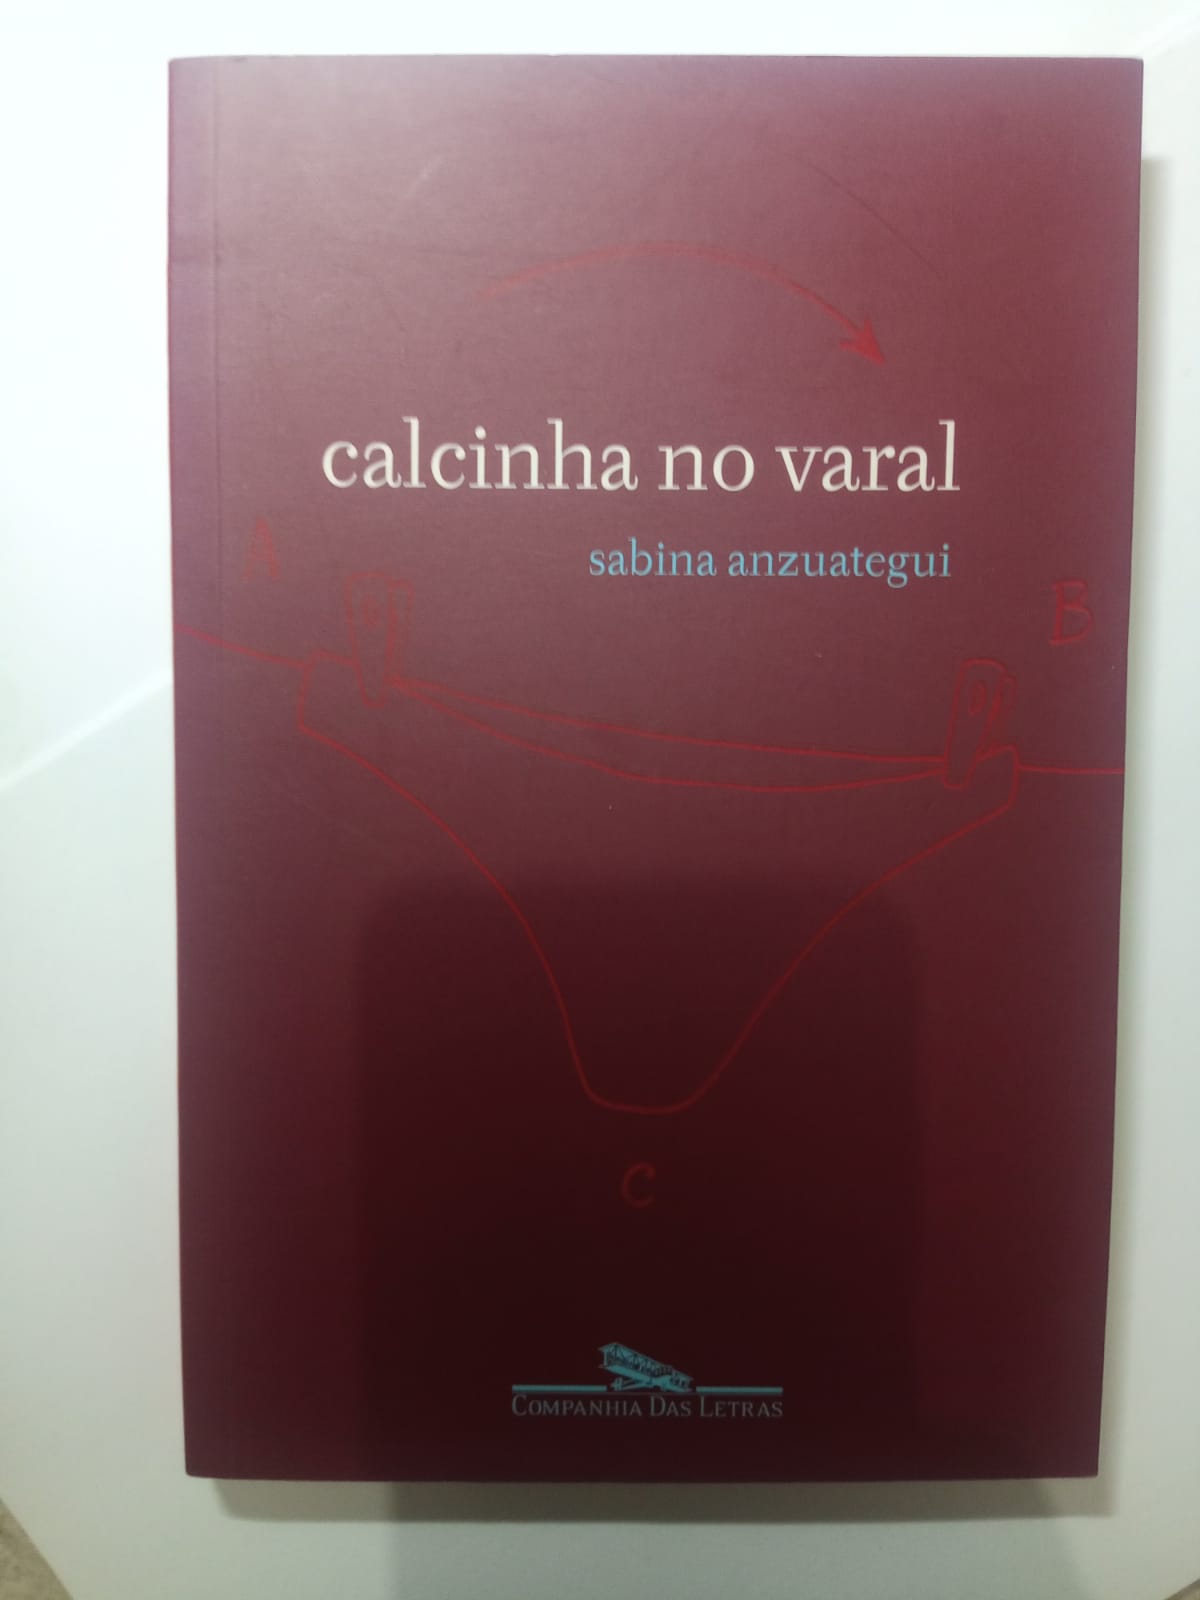 calcinha no varal
sabina anzuategui
A
B
C
COMPANHIA DAS LETRAS